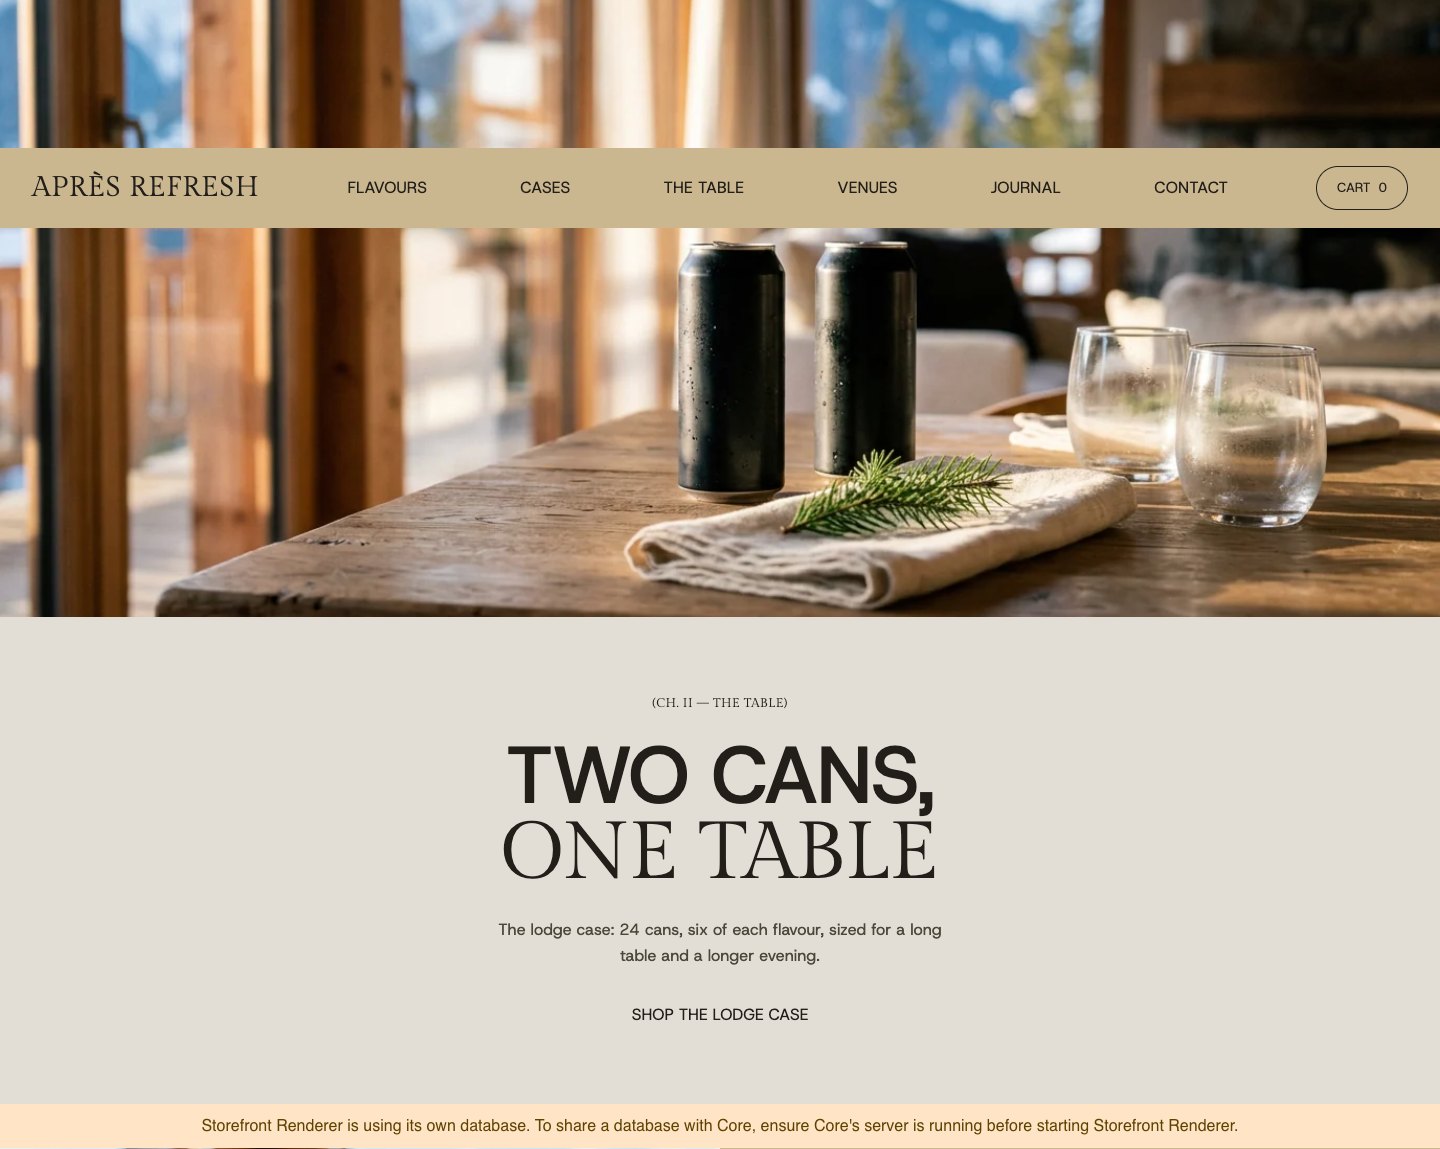 APRÈS REFRESH
FLAVOURS
CASES
THE TABLE
VENUES
JOURNAL
CONTACT
CART 0
(CH. II — THE TABLE)
TWO CANS,
ONE TABLE
The lodge case: 24 cans, six of each flavour, sized for a long
table and a longer evening.
SHOP THE LODGE CASE
Storefront Renderer is using its own database. To share a database with Core, ensure Core's server is running before starting Storefront Renderer.